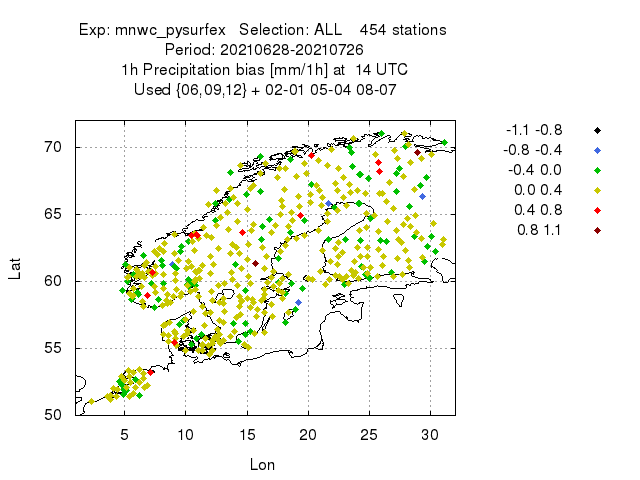 Exp: mnwc_pysurfex   Selection: ALL    454 stations
Period: 20210628-20210726
1h Precipitation bias [mm/1h] at  14 UTC
Used {06,09,12} + 02-01 05-04 08-07
-1.1 -0.8
-0.8 -0.4
-0.4 0.0
0.0 0.4
0.4 0.8
0.8 1.1
Lat
70
65
60
55
50
5 10 15 20 25 30
Lon